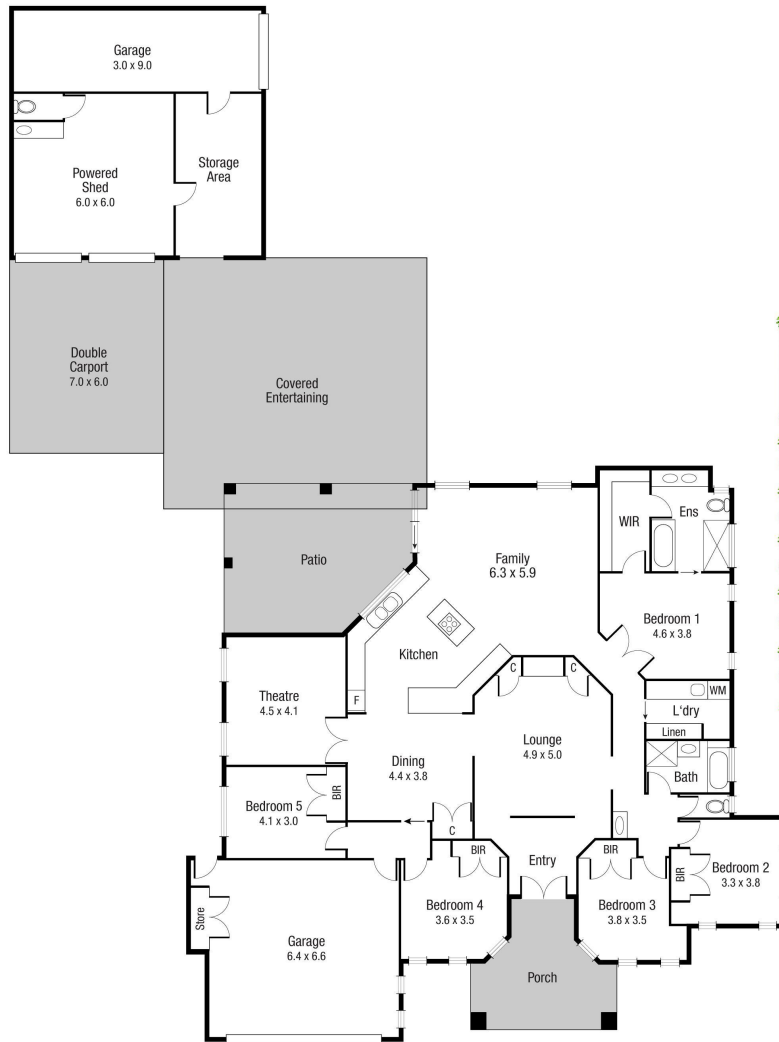 Garage
3.0 x 9.0
Powered
Shed
6.0 x 6.0
Storage
Area
Double
Carport
7.0 x 6.0
Covered
Entertaining
Patio
Family
6.3 x 5.9
WIR
Ens
Bedroom 1
4.6 x 3.8
Kitchen
F
Theatre
4.5 x 4.1
C
C
WM
L'dry
Linen
Lounge
4.9 x 5.0
Dining
4.4 x 3.8
Bath
Bedroom 5
4.1 x 3.0
BIR
C
BIR
Entry
BIR
Bedroom 2
3.3 x 3.8
BIR
Bedroom 4
3.6 x 3.5
Bedroom 3
3.8 x 3.5
Store
Garage
6.4 x 6.6
Porch